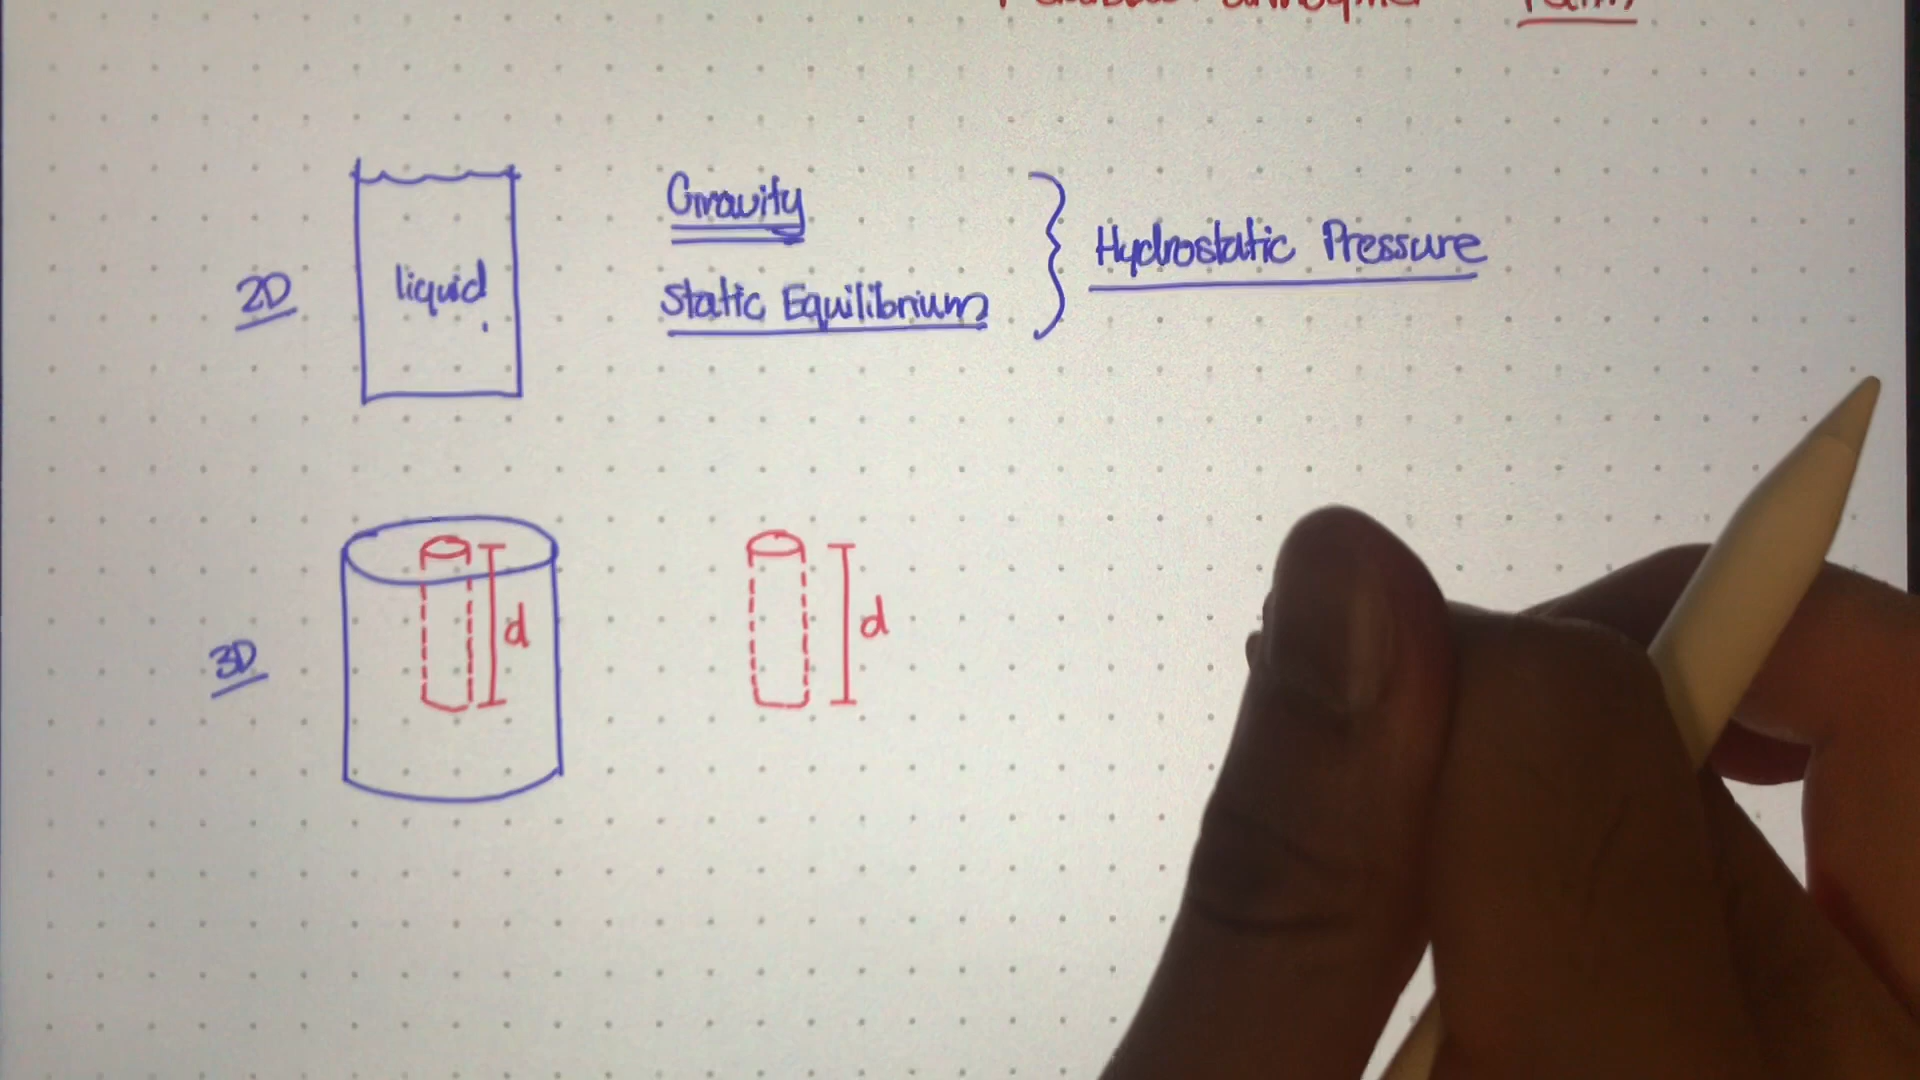 Gravity
Hydrostatic Pressure
2D
liquid
Static Equilibrium
d
d
3D